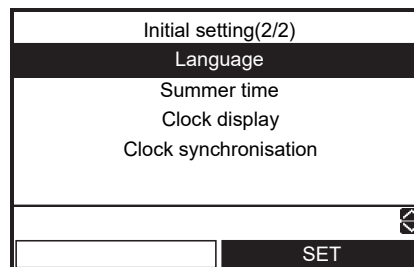 Initial setting(2/2)
Language
Summer time
Clock display
Clock synchronisation
SET